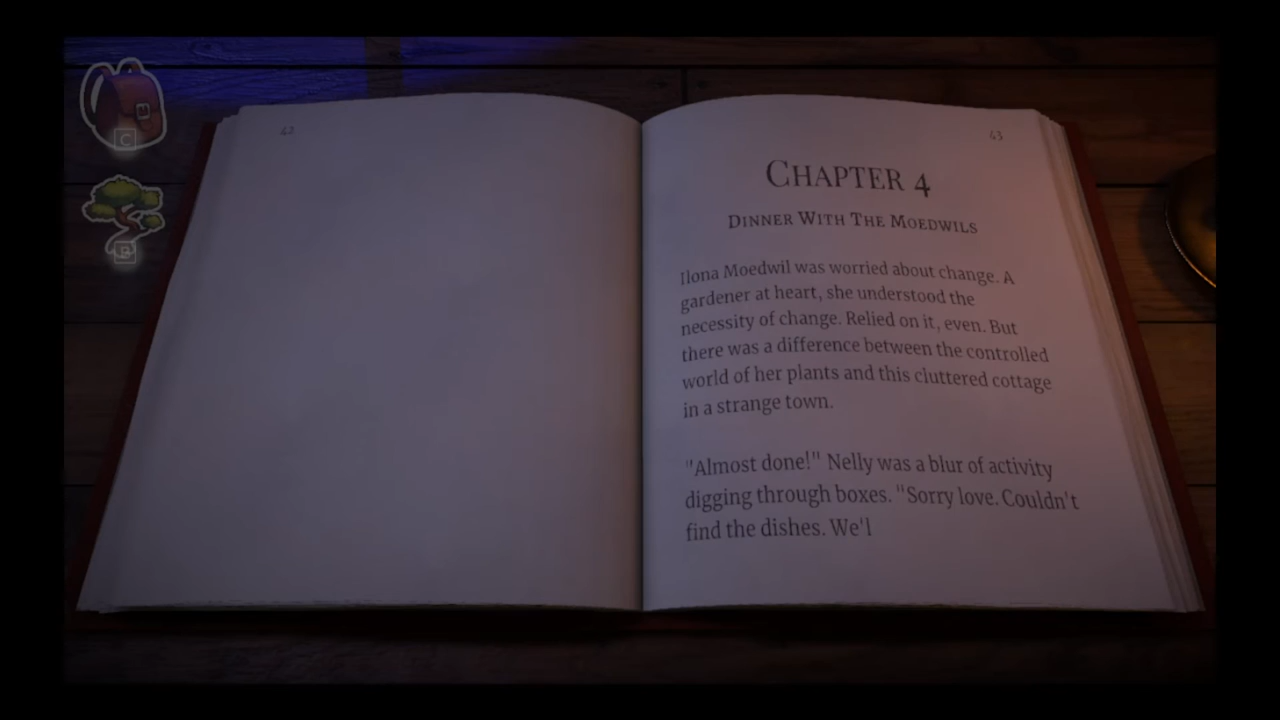 C
B
42
43
CHAPTER 4
DINNER WITH THE MOEDWILS
Ilona Moedwil was worried about change. A
gardener at heart, she understood the
necessity of change. Relied on it, even. But
there was a difference between the controlled
world of her plants and this cluttered cottage
in a strange town.
"Almost done!" Nelly was a blur of activity
digging through boxes. "Sorry love. Couldn't
find the dishes. We'l